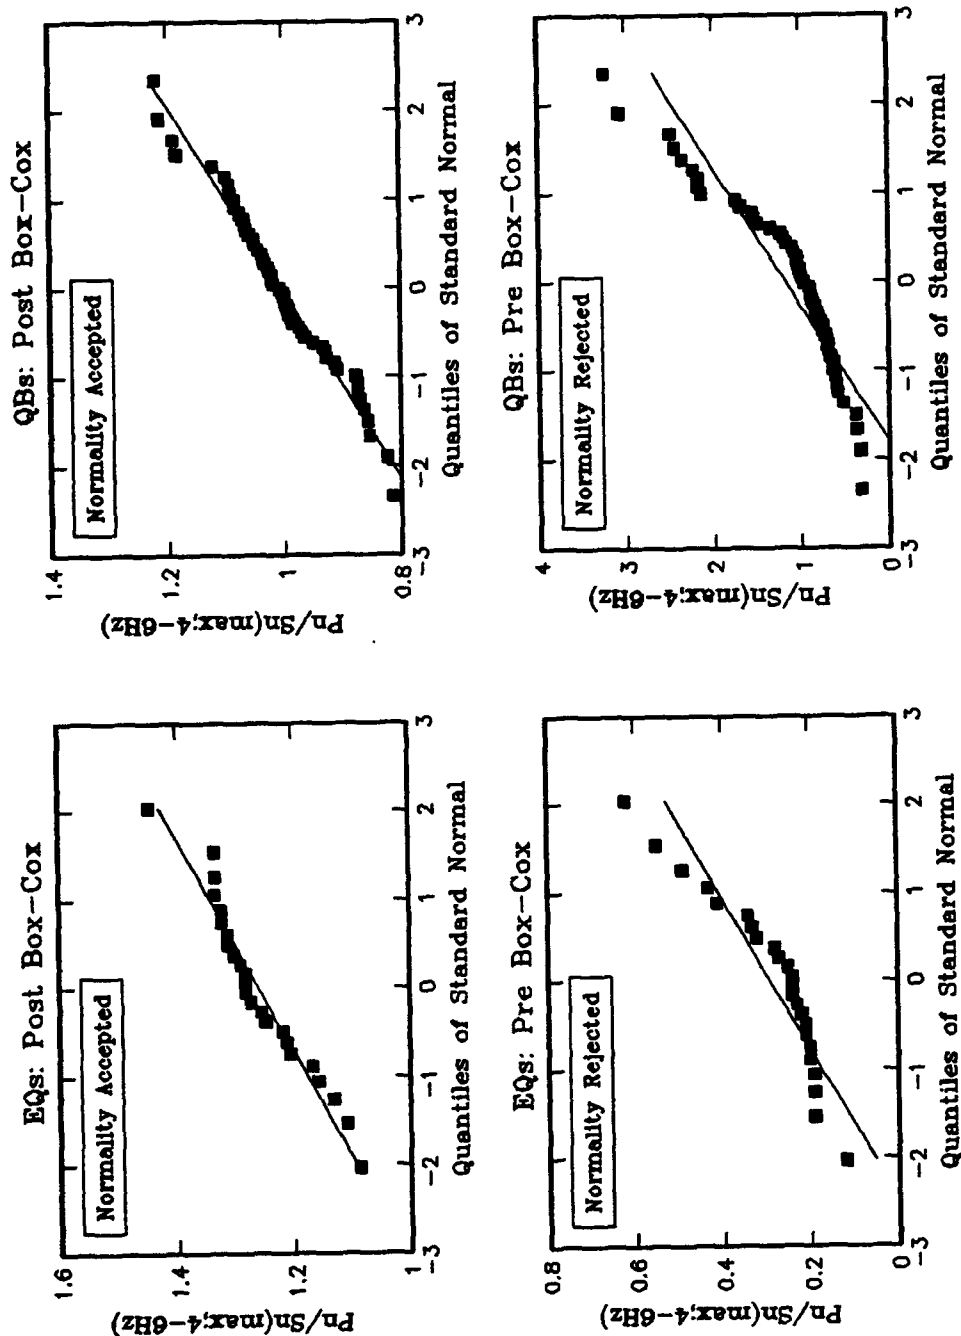 EQs: Post Box-Cox
Normality Accepted
Pn/Sn(max;4-6Hz)
1.6
1.4
1.2
1
-3 -2 -1 0 1 2 3
Quantiles of Standard Normal
QBs: Post Box-Cox
Normality Accepted
Pn/Sn(max;4-6Hz)
1.4
1.2
1
0.8
-3 -2 -1 0 1 2 3
Quantiles of Standard Normal
EQs: Pre Box-Cox
Normality Rejected
Pn/Sn(max;4-6Hz)
0.8
0.6
0.4
0.2
0
-3 -2 -1 0 1 2 3
Quantiles of Standard Normal
QBs: Pre Box-Cox
Normality Rejected
Pn/Sn(max;4-6Hz)
4
3
2
1
0
-3 -2 -1 0 1 2 3
Quantiles of Standard Normal